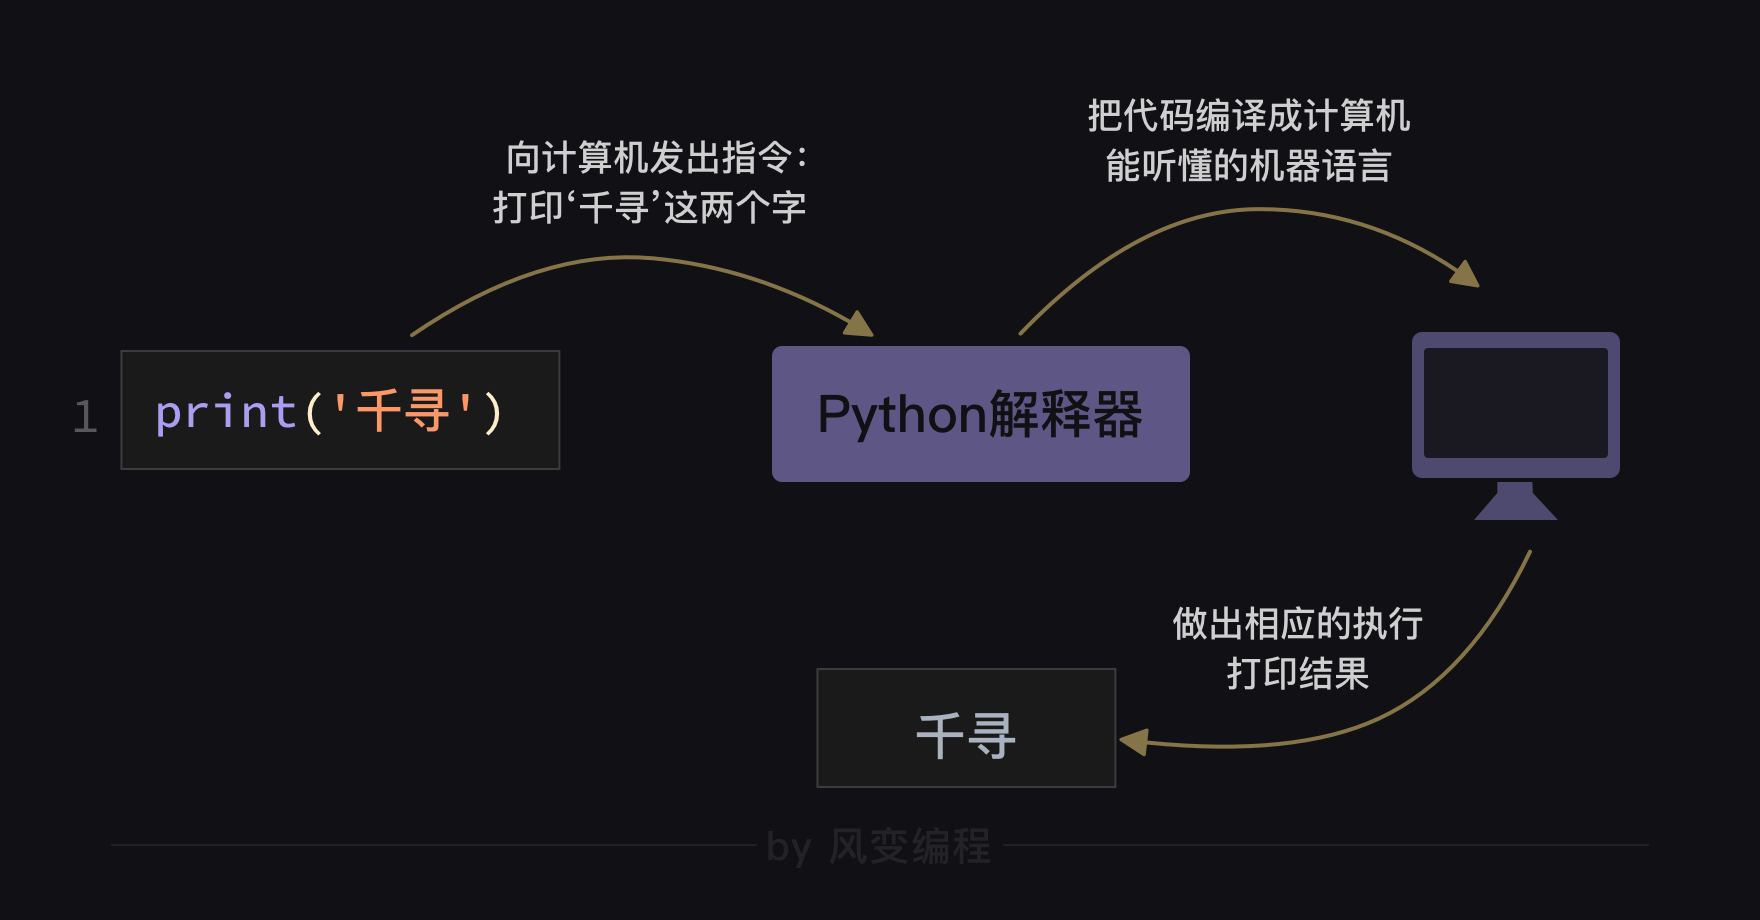 把代码编译成计算机
能听懂的机器语言
向计算机发出指令：
打印‘千寻’这两个字
1
print('千寻')
Python解释器
做出相应的执行
打印结果
千寻
by 风变编程